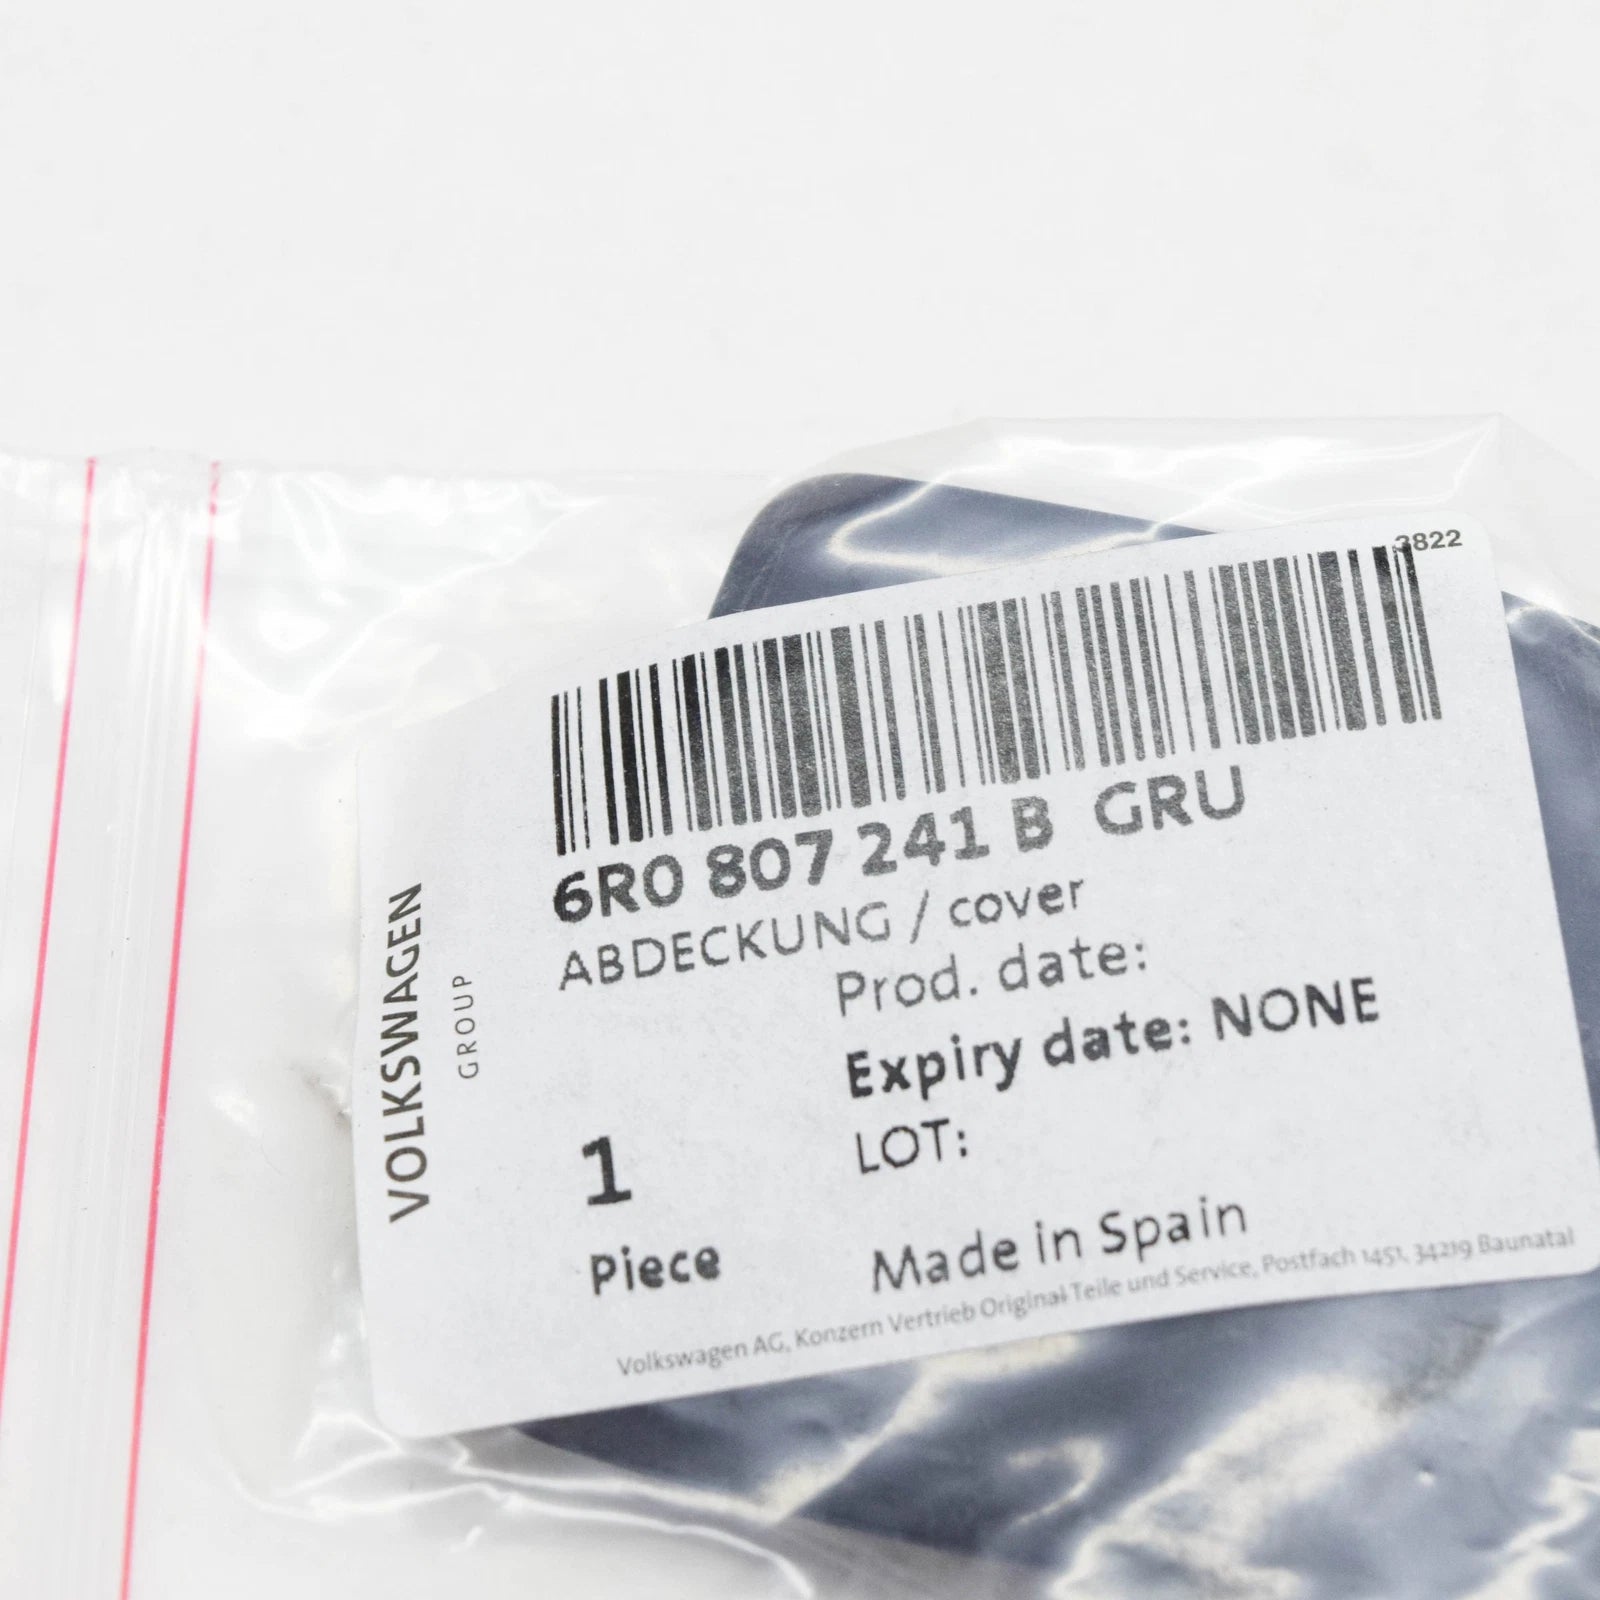 3822
6R0 807 241 B GRU
ABDECKUNG / cover
Prod. date:
Expiry date: NONE
LOT:
1
Piece
Made in Spain
Volkswagen AG, Konzern Vertrieb Original Teile und Service, Postfach 1451, 34219 Baunatal
VOLKSWAGEN
GROUP